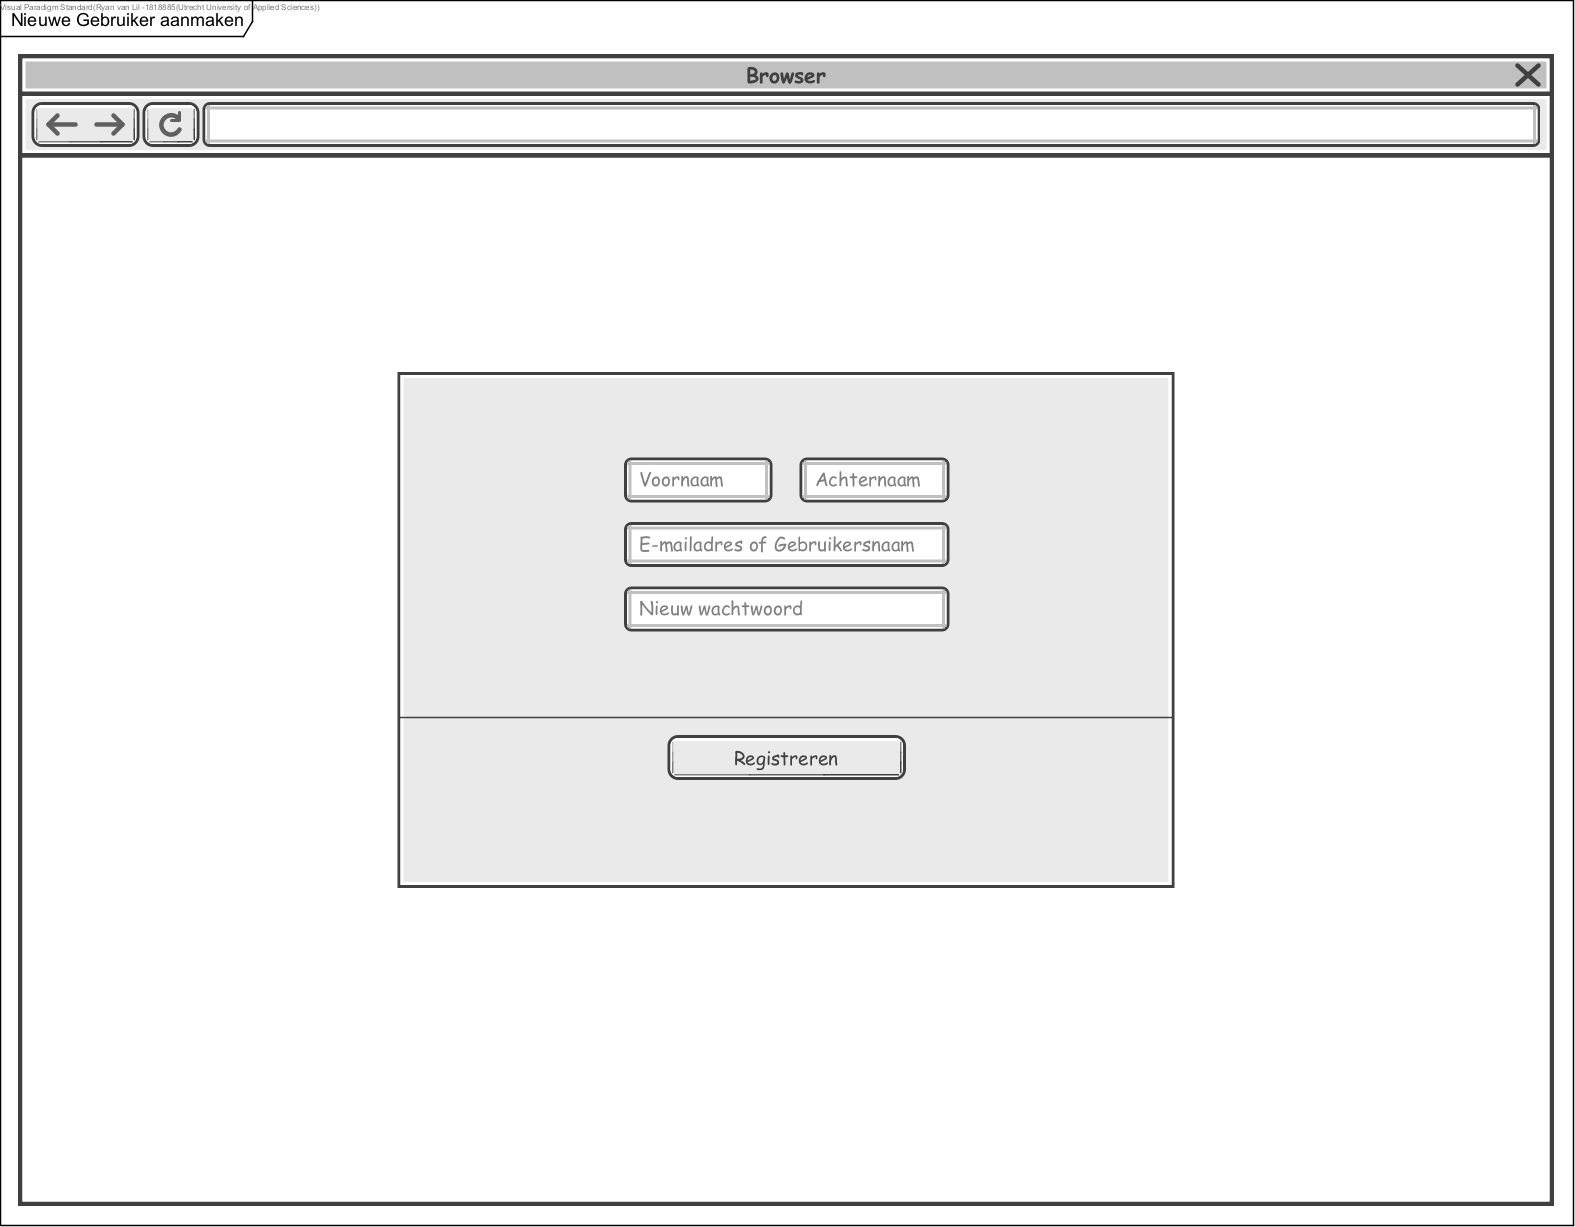 Visual Paradigm Standard(Ryan van Lil -1818885(Utrecht University of Applied Sciences))
Nieuwe Gebruiker aanmaken
Browser
Voornaam Achternaam
E-mailadres of Gebruikersnaam
Nieuw wachtwoord
Registreren